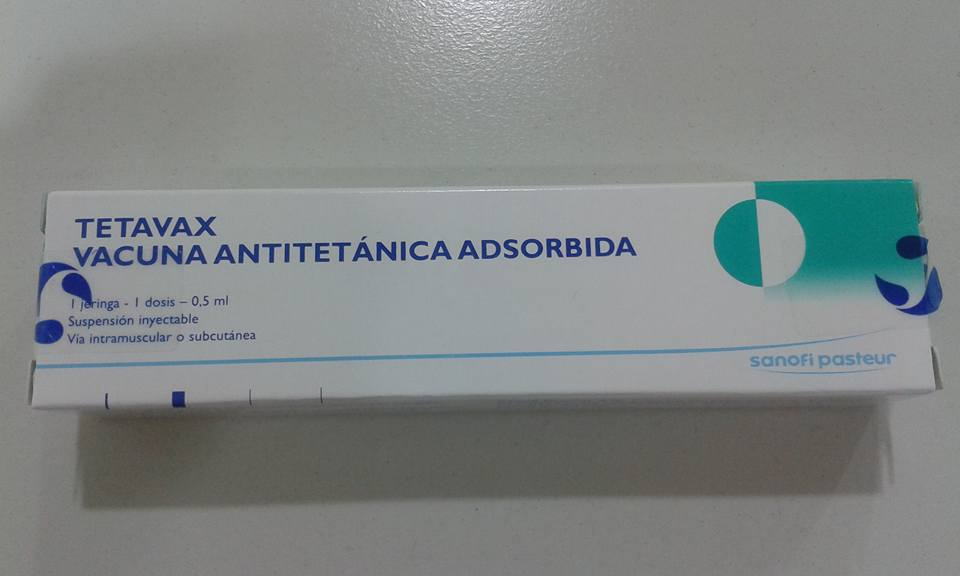 TETAVAX
VACUNA ANTITETÁNICA ADSORBIDA
1 jeringa - 1 dosis – 0,5 ml
Suspensión inyectable
Vía intramuscular o subcutánea
sanofi pasteur